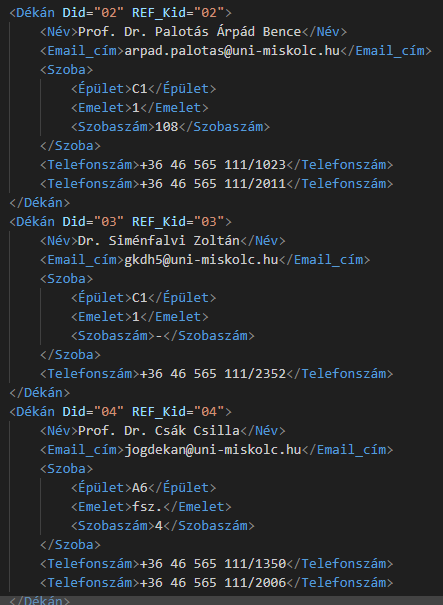 <Dékán Did="02" REF_Kid="02">
<Név>Prof. Dr. Palotás Árpád Bence</Név>
<Email_cím>arpad.palotas@uni-miskolc.hu</Email_cím>
<Szoba>
<Épület>C1</Épület>
<Emelet>1</Emelet>
<Szobaszám>108</Szobaszám>
</Szoba>
<Telefonszám>+36 46 565 111/1023</Telefonszám>
<Telefonszám>+36 46 565 111/2011</Telefonszám>
</Dékán>
<Dékán Did="03" REF_Kid="03">
<Név>Dr. Siménfalvi Zoltán</Név>
<Email_cím>gkdh5@uni-miskolc.hu</Email_cím>
<Szoba>
<Épület>C1</Épület>
<Emelet>1</Emelet>
<Szobaszám>-</Szobaszám>
</Szoba>
<Telefonszám>+36 46 565 111/2352</Telefonszám>
</Dékán>
<Dékán Did="04" REF_Kid="04">
<Név>Prof. Dr. Csák Csilla</Név>
<Email_cím>jogdekan@uni-miskolc.hu</Email_cím>
<Szoba>
<Épület>A6</Épület>
<Emelet>fsz.</Emelet>
<Szobaszám>4</Szobaszám>
</Szoba>
<Telefonszám>+36 46 565 111/1350</Telefonszám>
<Telefonszám>+36 46 565 111/2006</Telefonszám>
</Dékán>